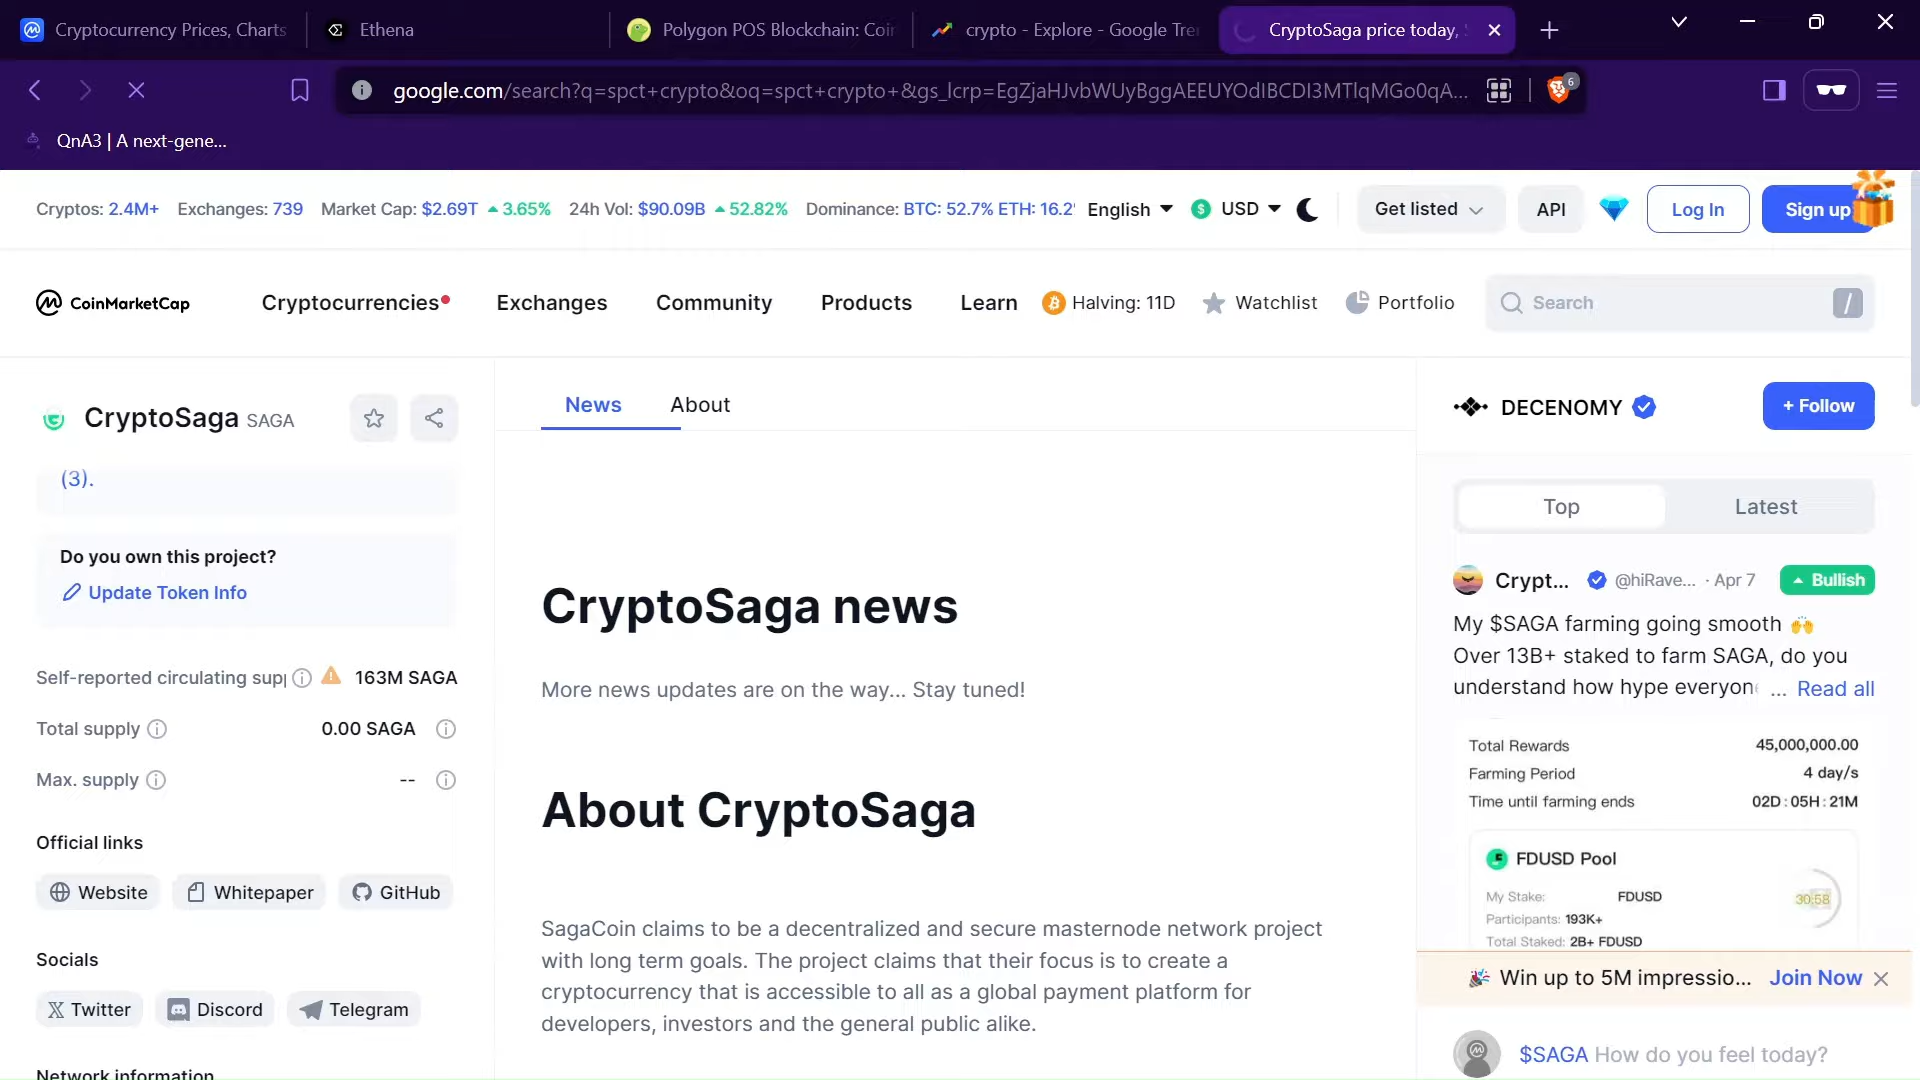 Cryptocurrency Prices, Charts
Ethena
Polygon POS Blockchain: Coin
crypto - Explore - Google Tre
CryptoSaga price today,
google.com/search?q=spct+crypto&oq=spct+crypto+&gs_lcrp=EgZjaHJvbWUyBggAEEUYOdIBCDI3MTlqMGo0qA...
6
QnA3 | A next-gene...
Cryptos: 2.4M+ Exchanges: 739 Market Cap: $2.69T 3.65% 24h Vol: $90.09B 52.82% Dominance: BTC: 52.7% ETH: 16.2
English
USD
Get listed
API
Log In
Sign up
CoinMarketCap
Cryptocurrencies
Exchanges
Community
Products
Learn
Halving: 11D
Watchlist
Portfolio
Search
/
CryptoSaga SAGA
(3).
Do you own this project?
Update Token Info
Self-reported circulating sup 163M SAGA
Total supply 0.00 SAGA
Max. supply --
Official links
Website
Whitepaper
GitHub
Socials
Twitter
Discord
Telegram
Network information
News
About
CryptoSaga news
More news updates are on the way... Stay tuned!
About CryptoSaga
SagaCoin claims to be a decentralized and secure masternode network project
with long term goals. The project claims that their focus is to create a
cryptocurrency that is accessible to all as a global payment platform for
developers, investors and the general public alike.
DECENOMY
+ Follow
Top
Latest
Crypt... @hiRave... · Apr 7
Bullish
My $SAGA farming going smooth 🙌
Over 13B+ staked to farm SAGA, do you
understand how hype everyon ... Read all
Total Rewards 45,000,000.00
Farming Period 4 day/s
Time until farming ends 02D : 05H : 21M
FDUSD Pool
My Stake: FDUSD
Participants: 193K+
Total Staked: 2B+ FDUSD
30:58
🎉 Win up to 5M impressio... Join Now
$SAGA How do you feel today?